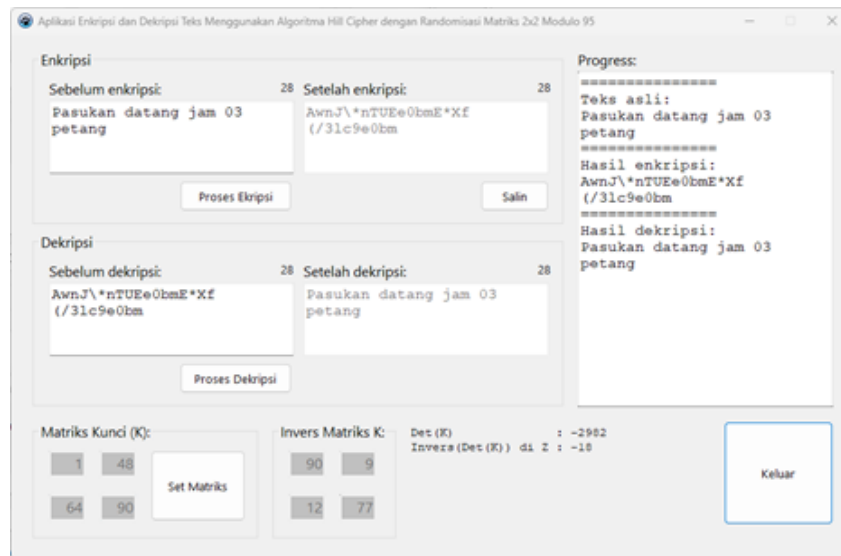 Aplikasi Enkripsi dan Dekripsi Teks Menggunakan Algoritma Hill Cipher dengan Randomisasi Matriks 2x2 Modulo 95
Enkripsi
Sebelum enkripsi: 28 Setelah enkripsi: 28
Pasukan datang jam 03
petang
AwnJ\*nTUEe0bmE*Xf
(/31c9e0bm
Proses Ekripsi
Salin
Dekripsi
Sebelum dekripsi: 28 Setelah dekripsi: 28
AwnJ\*nTUEe0bmE*Xf
(/31c9e0bm
Pasukan datang jam 03
petang
Proses Dekripsi
Matriks Kunci (K):
1 48
64 90
Set Matriks
Invers Matriks K:
90 9
12 77
Det(K) : -2982
Invers(Det(K)) di Z : -18
Progress:
===============
Teks asli:
Pasukan datang jam 03
petang
===============
Hasil enkripsi:
AwnJ\*nTUEe0bmE*Xf
(/31c9e0bm
===============
Hasil dekripsi:
Pasukan datang jam 03
petang
Keluar